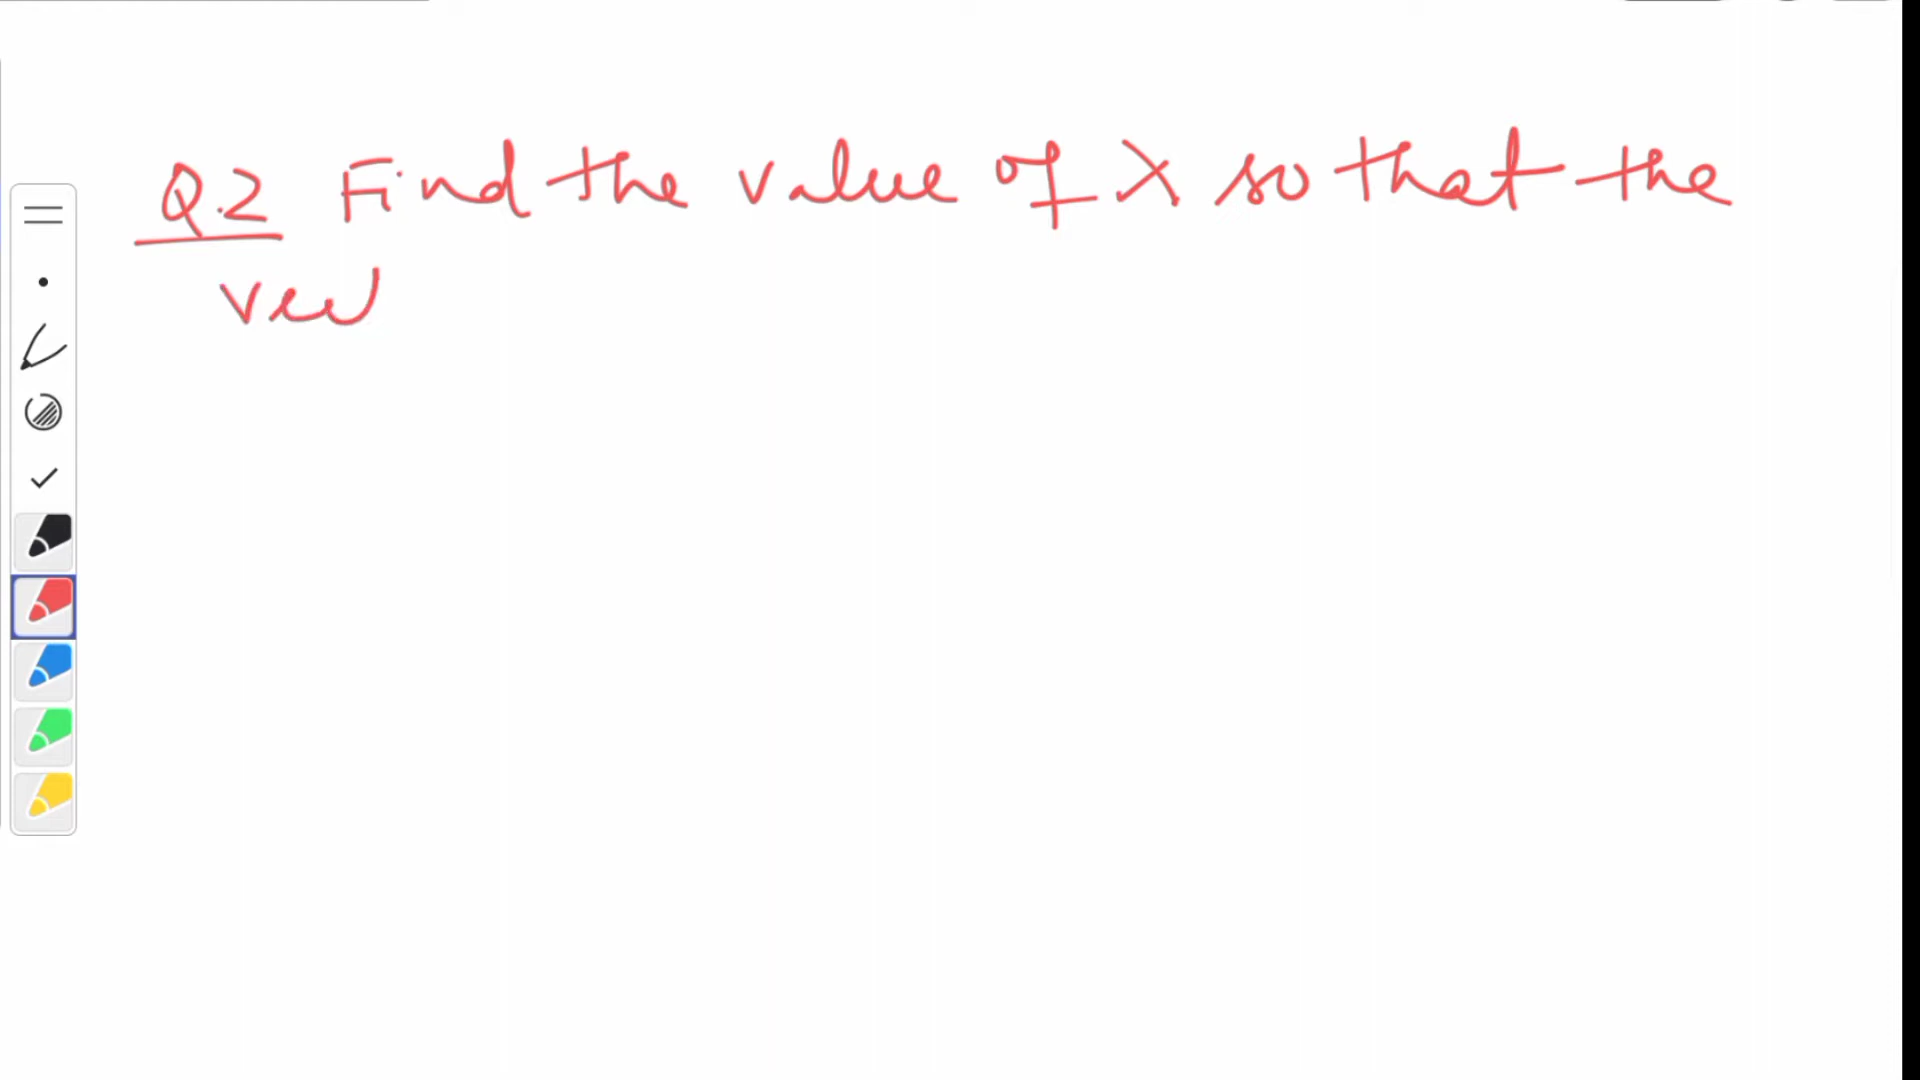 Q.2 Find the value of λ so that the
vec